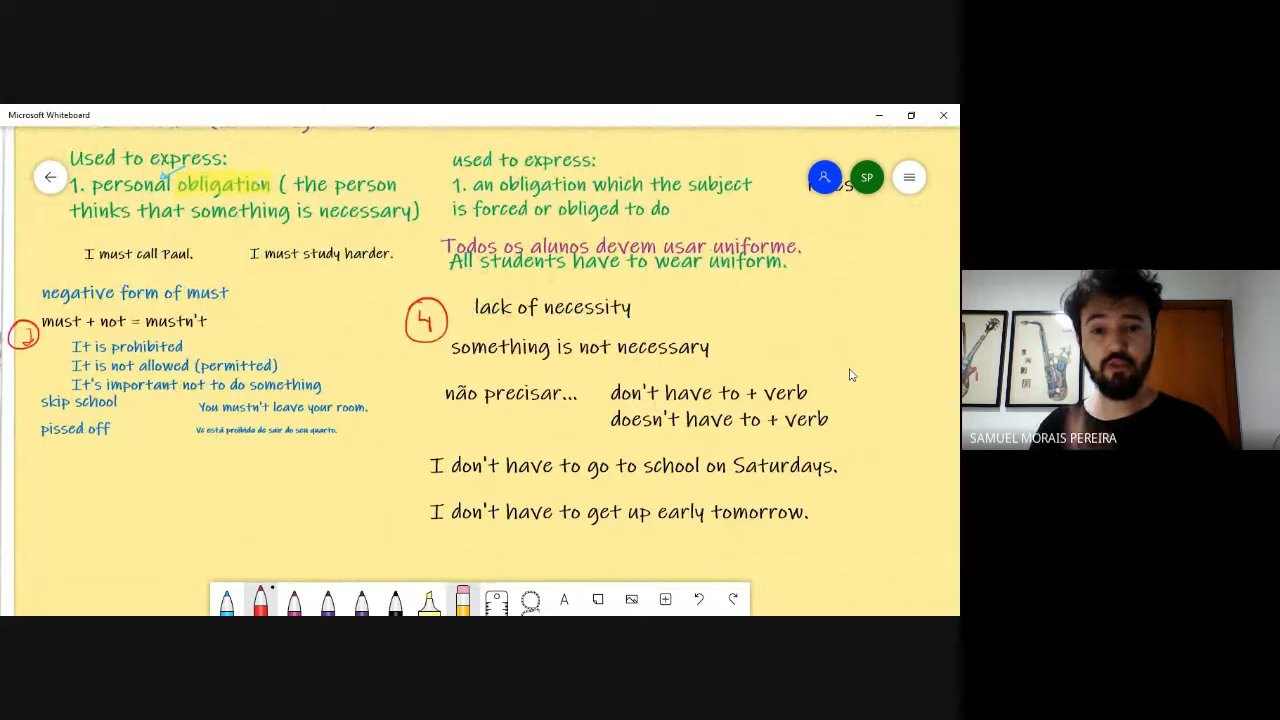 Microsoft Whiteboard
Used to express:
1. personal obligation ( the person
thinks that something is necessary)
I must call Paul.
I must study harder.
negative form of must
must + not = mustn't
It is prohibited
It is not allowed (permitted)
It's important not to do something
skip school
You mustn't leave your room.
pissed off
Vc está proibida de sair do seu quarto.
used to express:
1. an obligation which the subject
is forced or obliged to do
Todos os alunos devem usar uniforme.
All students have to wear uniform.
4
lack of necessity
something is not necessary
não precisar...
don't have to + verb
doesn't have to + verb
I don't have to go to school on Saturdays.
I don't have to get up early tomorrow.
SP
SAMUEL MORAIS PEREIRA